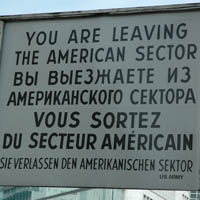 YOU ARE LEAVING
THE AMERICAN SECTOR
ВЫ ВЫЕЗЖАЕТЕ ИЗ
АМЕРИКАНСКОГО СЕКТОРА
VOUS SORTEZ
DU SECTEUR AMÉRICAIN
SIE VERLASSEN DEN AMERIKANISCHEN SEKTOR
US ARMY